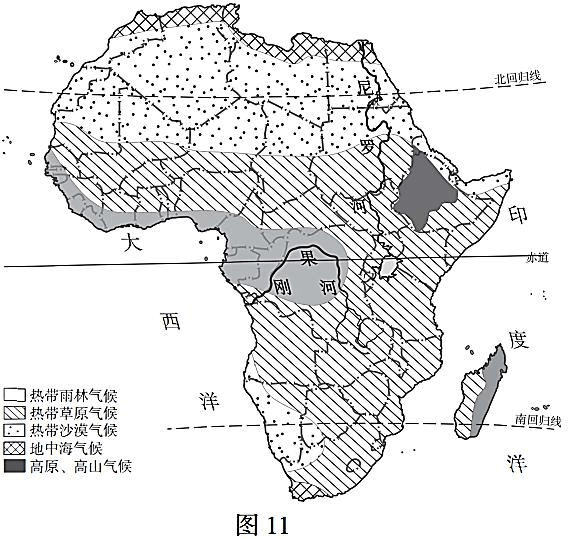 北回归线
尼
罗
河
印
大
赤道
果
刚 河
西
度
洋
南回归线
洋
热带雨林气候
热带草原气候
热带沙漠气候
地中海气候
高原、高山气候
图 11